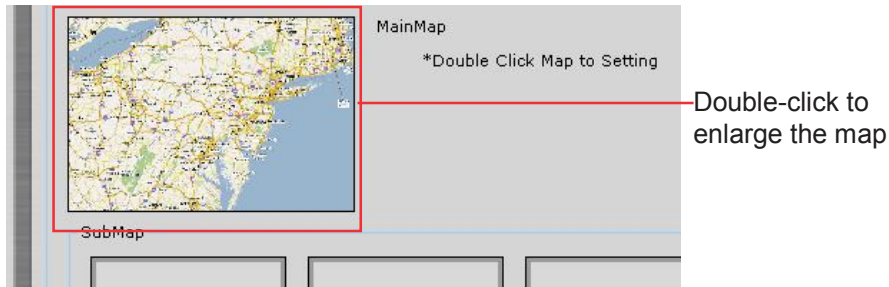 MainMap
*Double Click Map to Setting
Double-click to
enlarge the map
SubMap